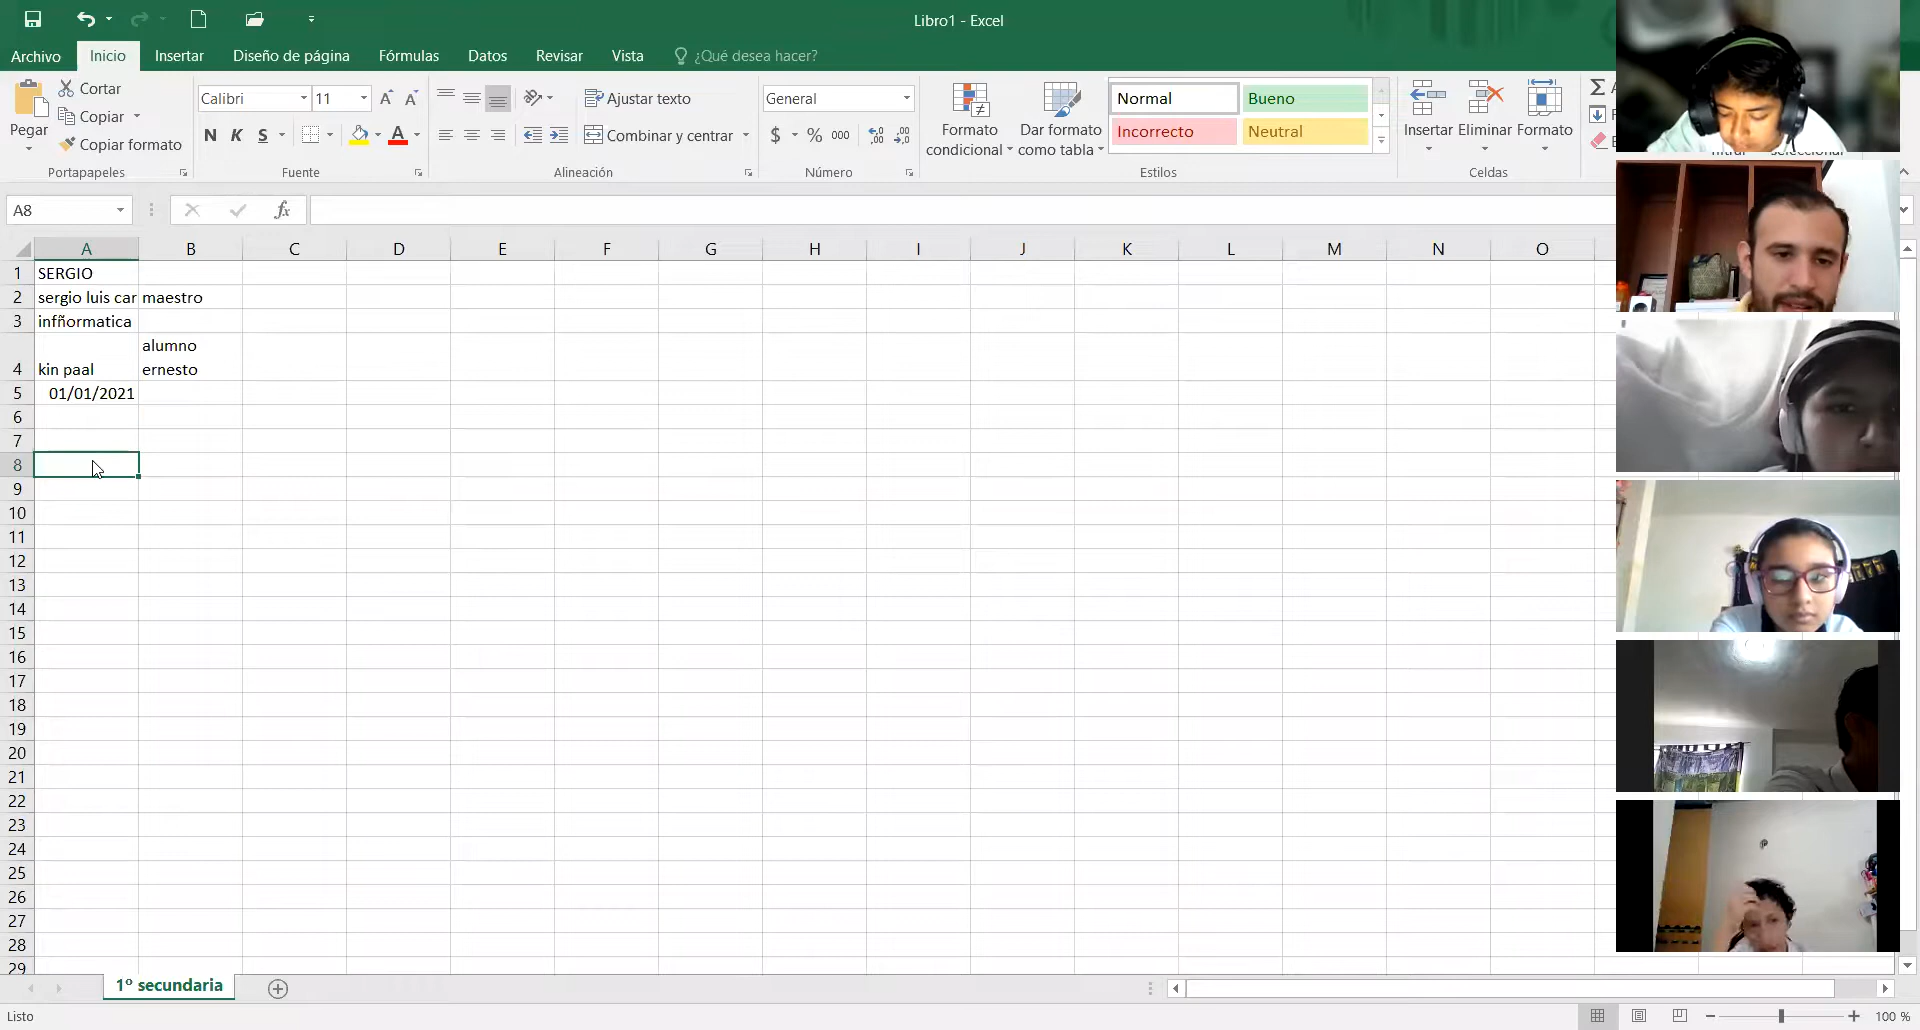 Libro1 - Excel
Archivo Inicio Insertar Diseño de página Fórmulas Datos Revisar Vista ¿Qué desea hacer?
Pegar
Cortar
Copiar
Copiar formato
Portapapeles
Calibri 11
N K S
Fuente
Ajustar texto
Combinar y centrar
Alineación
General
$ % 000
Número
Formato condicional
Dar formato como tabla
Normal Bueno
Incorrecto Neutral
Estilos
Insertar Eliminar Formato
Celdas
A8 fx
A B C D E F G H I J K L M N O
1 SERGIO
2 sergio luis car maestro
3 infñormatica
4 kin paal alumno ernesto
5 01/01/2021
6
7
8
9
10
11
12
13
14
15
16
17
18
19
20
21
22
23
24
25
26
27
28
29
1º secundaria
Listo 100 %